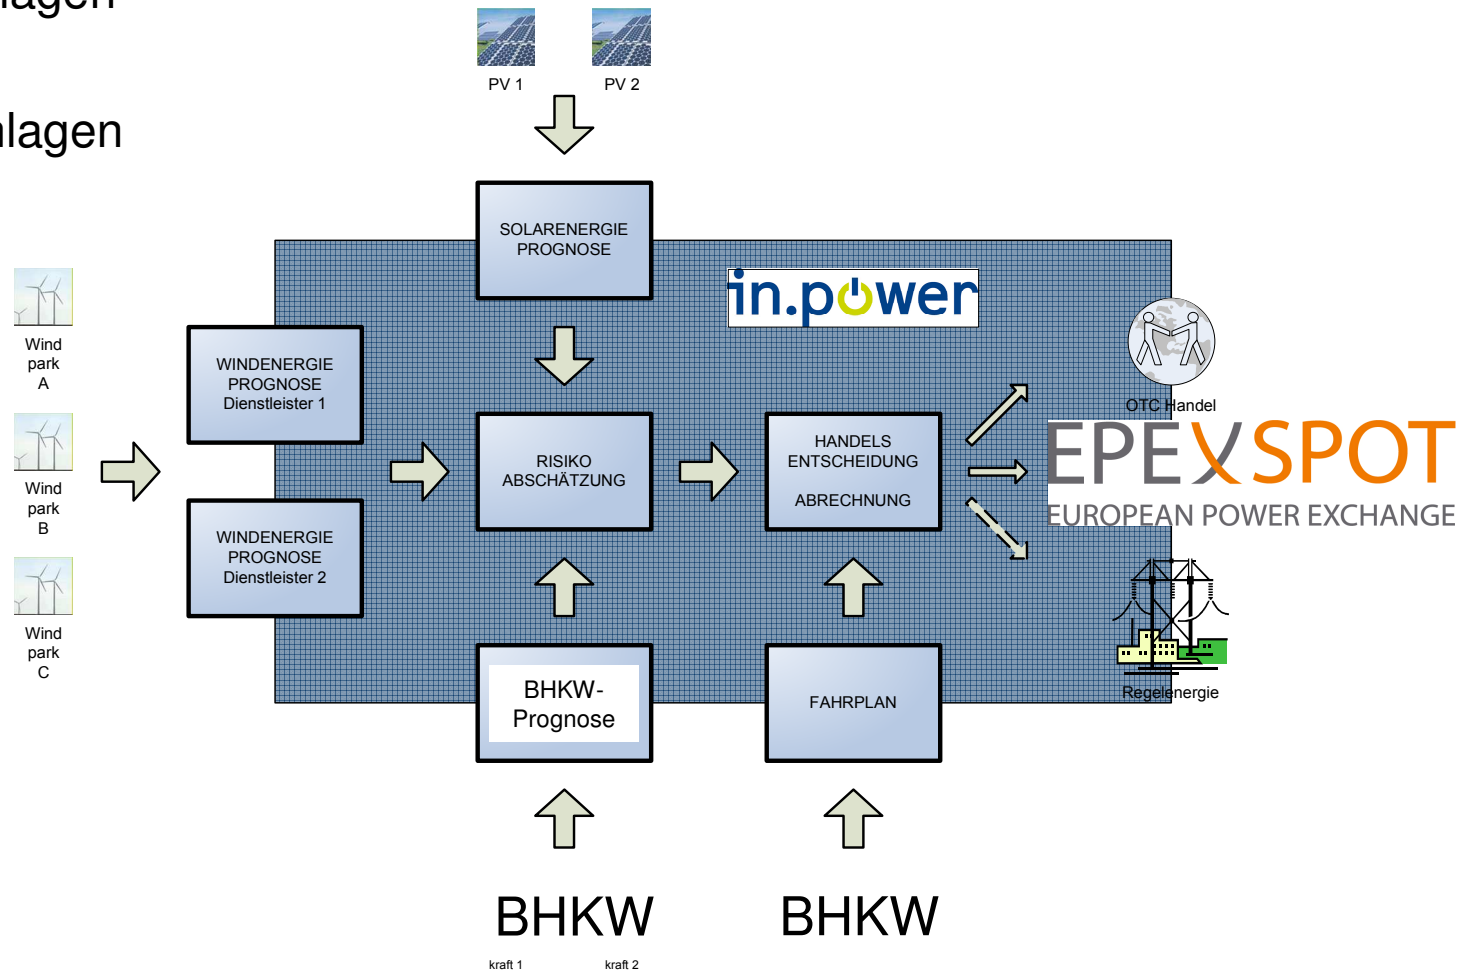 PV 1
PV 2
SOLARENERGIE
PROGNOSE
in.power
Wind
park
A
WINDENERGIE
PROGNOSE
Dienstleister 1
OTC Handel
Wind
park
B
RISIKO
ABSCHÄTZUNG
HANDELS
ENTSCHEIDUNG
ABRECHNUNG
EPEXSPOT
EUROPEAN POWER EXCHANGE
WINDENERGIE
PROGNOSE
Dienstleister 2
Wind
park
C
BHKW-
Prognose
FAHRPLAN
Regelenergie
BHKW
BHKW
kraft 1
kraft 2